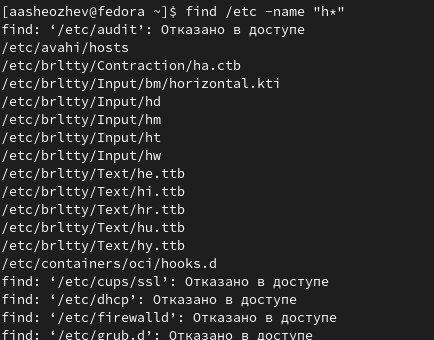 [aasheozhev@fedora ~]$ find /etc -name "h*"
find: ‘/etc/audit’: Отказано в доступе
/etc/avahi/hosts
/etc/brltty/Contraction/ha.ctb
/etc/brltty/Input/bm/horizontal.kti
/etc/brltty/Input/hd
/etc/brltty/Input/hm
/etc/brltty/Input/ht
/etc/brltty/Input/hw
/etc/brltty/Text/he.ttb
/etc/brltty/Text/hi.ttb
/etc/brltty/Text/hr.ttb
/etc/brltty/Text/hu.ttb
/etc/brltty/Text/hy.ttb
/etc/containers/oci/hooks.d
find: ‘/etc/cups/ssl’: Отказано в доступе
find: ‘/etc/dhcp’: Отказано в доступе
find: ‘/etc/firewalld’: Отказано в доступе
find: ‘/etc/grub.d’: Отказано в доступе